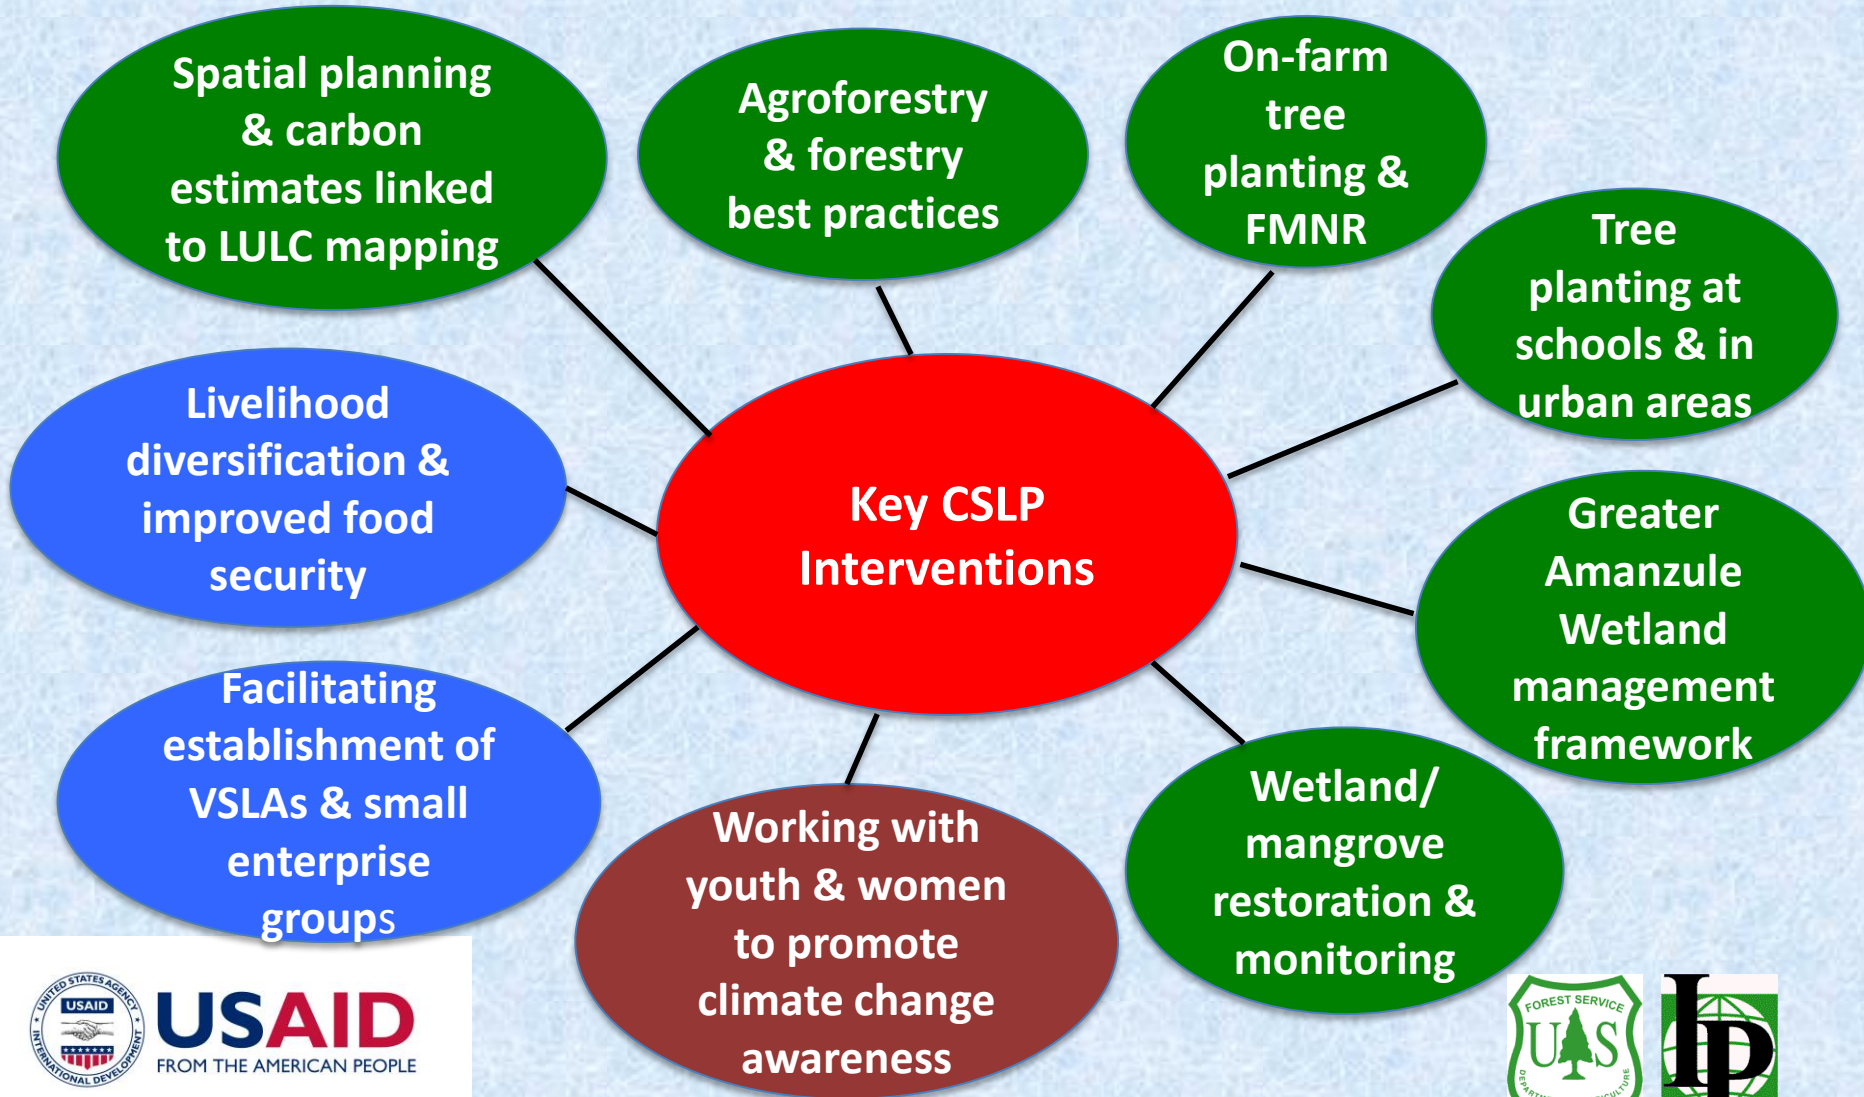 Spatial planning
& carbon
estimates linked
to LULC mapping
Agroforestry
& forestry
best practices
On-farm
tree
planting &
FMNR
Tree
planting at
schools & in
urban areas
Livelihood
diversification &
improved food
security
Key CSLP
Interventions
Greater
Amanzule
Wetland
management
framework
Facilitating
establishment of
VSLAs & small
enterprise
groups
Working with
youth & women
to promote
climate change
awareness
Wetland/
mangrove
restoration &
monitoring
UNITED STATES AGENCY
USAID
INTERNATIONAL DEVELOPMENT
USAID
FROM THE AMERICAN PEOPLE
FOREST SERVICE
UAS
IP